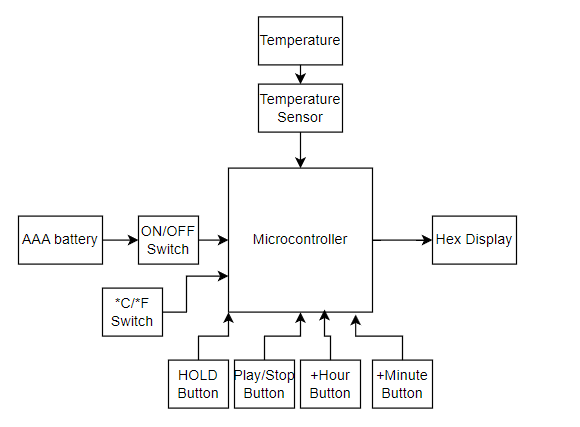 Temperature
Temperature
Sensor
AAA battery
ON/OFF
Switch
Microcontroller
Hex Display
*C/*F
Switch
HOLD
Button
Play/Stop
Button
+Hour
Button
+Minute
Button